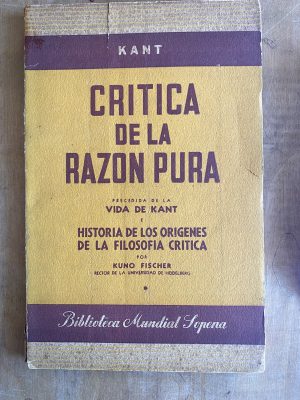 KANT
CRITICA
DE LA
RAZON PURA
PRECEDIDA DE LA
VIDA DE KANT
E
HISTORIA DE LOS ORIGENES
DE LA FILOSOFIA CRITICA
POR
KUNO FISCHER
RECTOR DE LA UNIVERSIDAD DE HEIDELBERG
Biblioteca Mundial Sopena